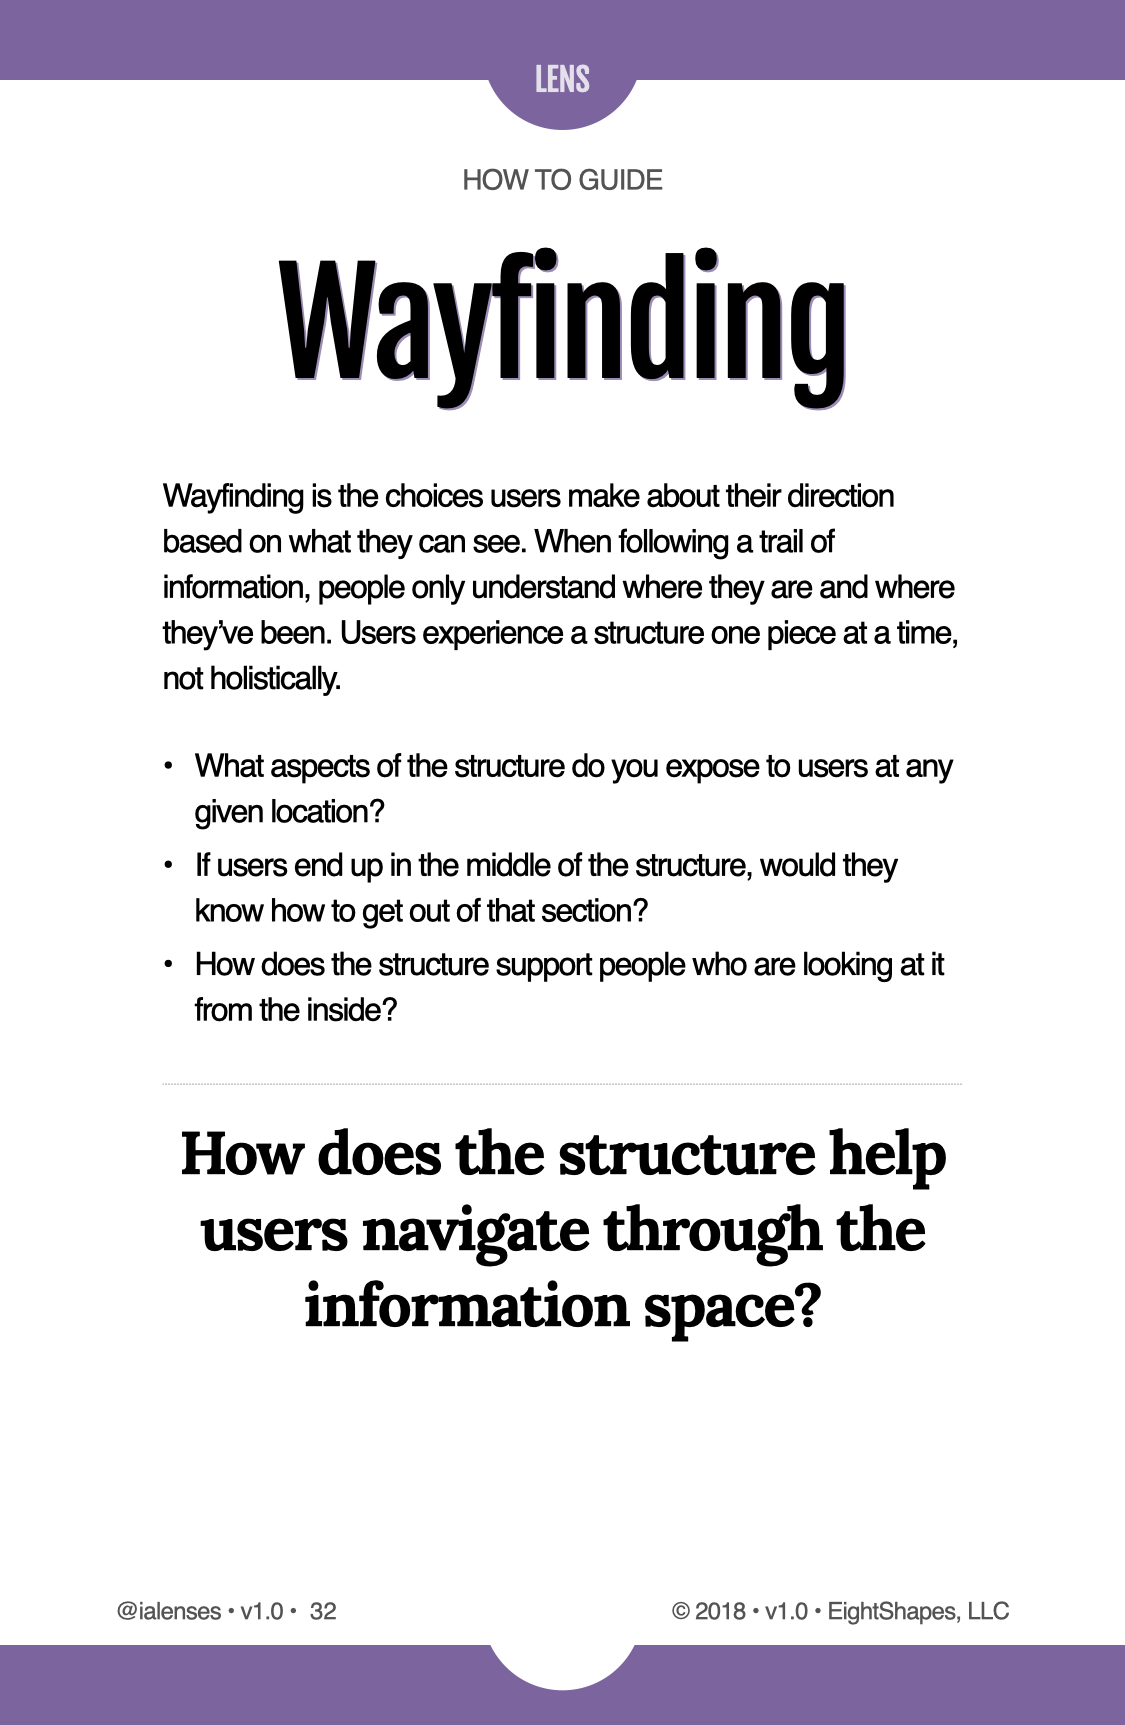 LENS
HOW TO GUIDE
Wayfinding
Wayfinding is the choices users make about their direction
based on what they can see. When following a trail of
information, people only understand where they are and where
they’ve been. Users experience a structure one piece at a time,
not holistically.
• What aspects of the structure do you expose to users at any
given location?
• If users end up in the middle of the structure, would they
know how to get out of that section?
• How does the structure support people who are looking at it
from the inside?
How does the structure help
users navigate through the
information space?
@ialenses • v1.0 • 32
© 2018 • v1.0 • EightShapes, LLC